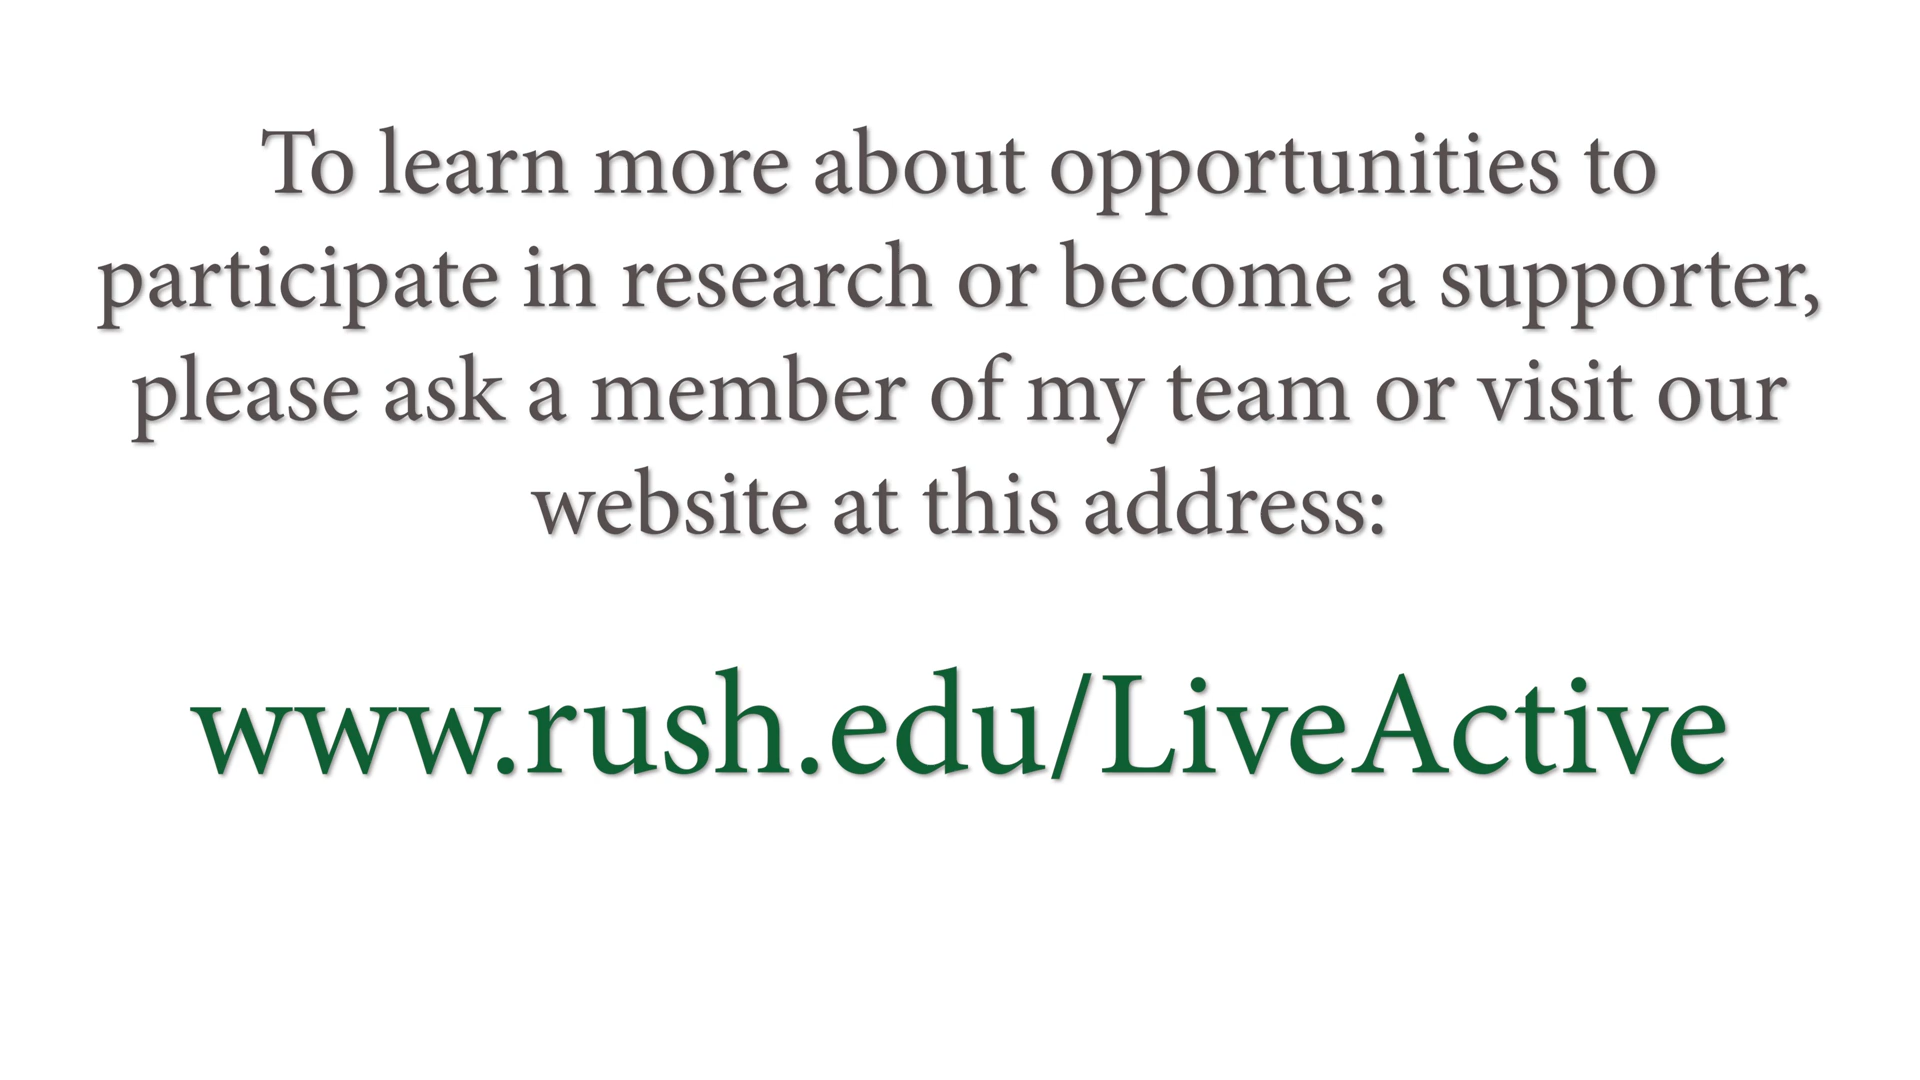 To learn more about opportunities to
participate in research or become a supporter,
please ask a member of my team or visit our
website at this address:
www.rush.edu/LiveActive